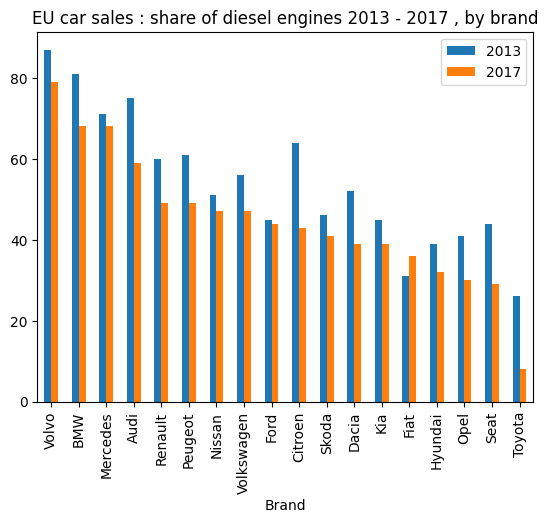 EU car sales : share of diesel engines 2013 - 2017 , by brand
2013
2017
80
60
40
20
0
Volvo
BMW
Mercedes
Audi
Renault
Peugeot
Nissan
Volkswagen
Ford
Citroen
Skoda
Dacia
Kia
Fiat
Hyundai
Opel
Seat
Toyota
Brand